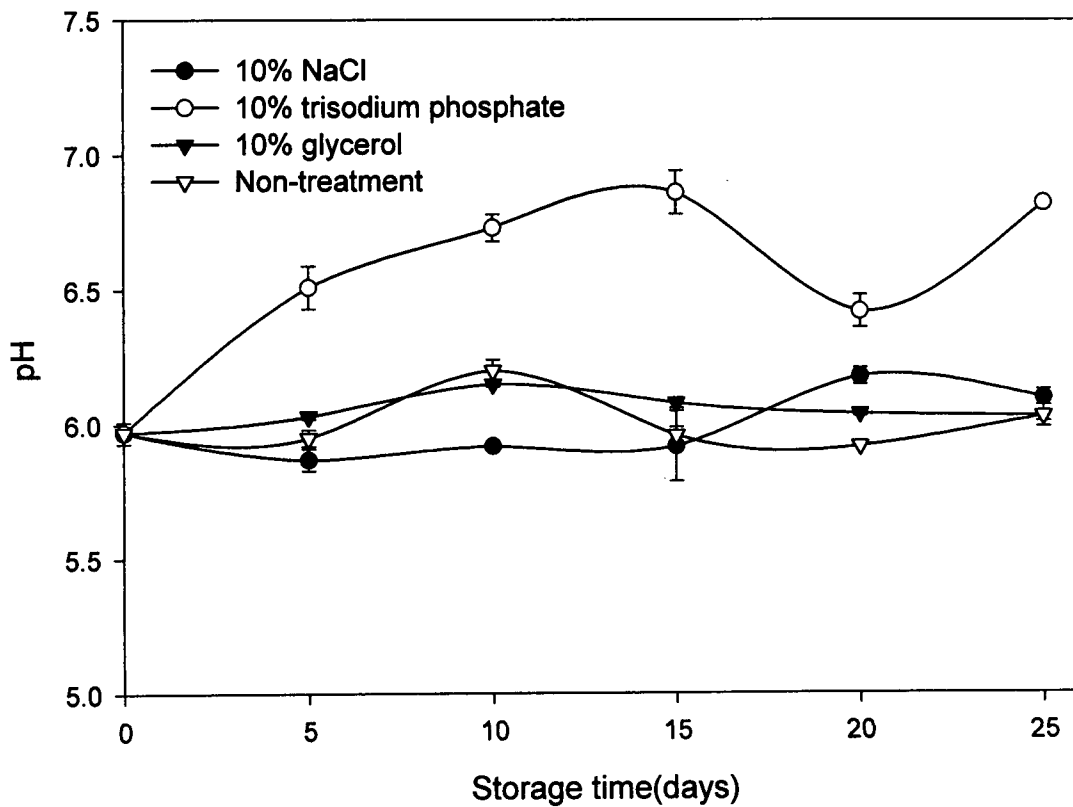 7.5
10% NaCl
10% trisodium phosphate
7.0
10% glycerol
Non-treatment
6.5
pH
6.0
5.5
5.0
0 5 10 15 20 25
Storage time(days)